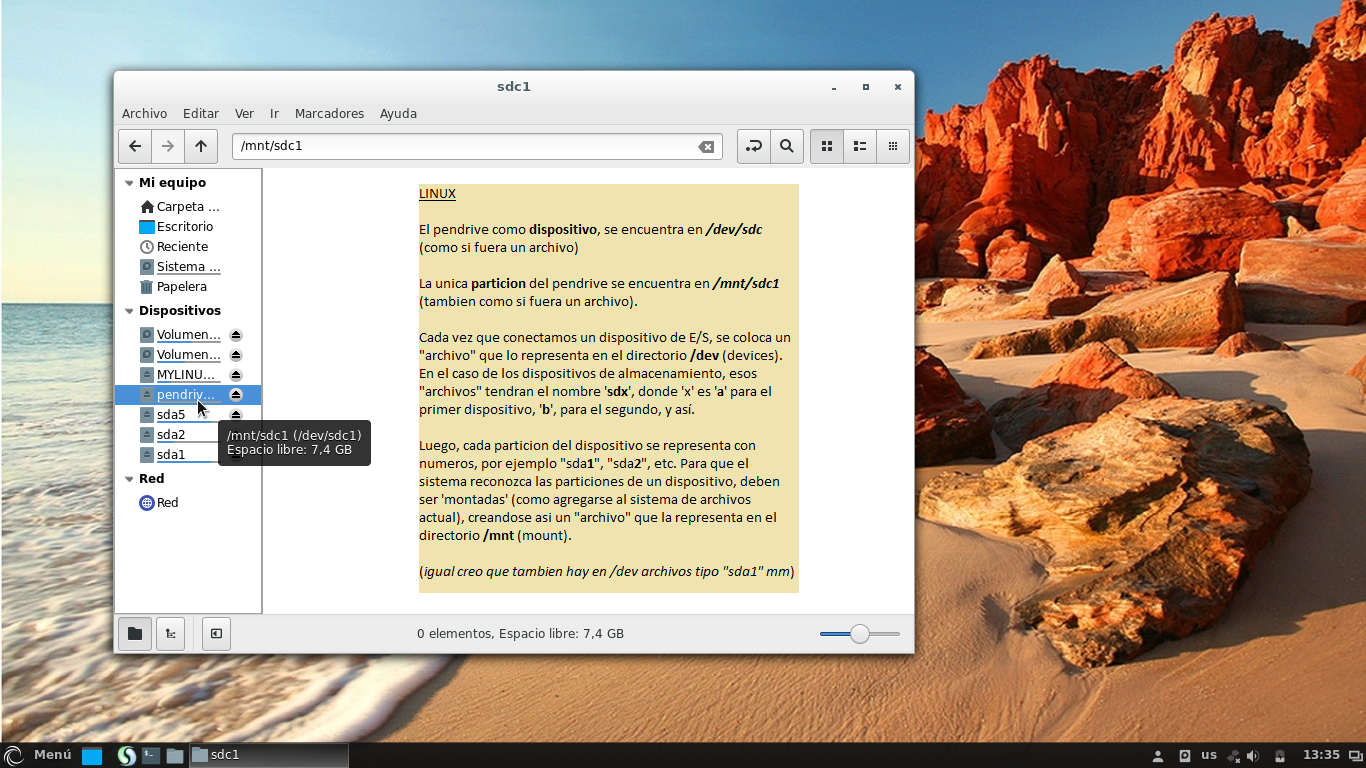 sdc1
Archivo Editar Ver Ir Marcadores Ayuda
/mnt/sdc1
Mi equipo
Carpeta ...
Escritorio
Reciente
Sistema ...
Papelera
Dispositivos
Volumen...
Volumen...
MYLINU...
pendriv...
sda5
sda2
sda1
Red
Red
/mnt/sdc1 (/dev/sdc1)
Espacio libre: 7,4 GB
LINUX
El pendrive como dispositivo, se encuentra en /dev/sdc
(como si fuera un archivo)
La unica particion del pendrive se encuentra en /mnt/sdc1
(tambien como si fuera un archivo).
Cada vez que conectamos un dispositivo de E/S, se coloca un
"archivo" que lo representa en el directorio /dev (devices).
En el caso de los dispositivos de almacenamiento, esos
"archivos" tendran el nombre 'sdx', donde 'x' es 'a' para el
primer dispositivo, 'b', para el segundo, y así.
Luego, cada particion del dispositivo se representa con
numeros, por ejemplo "sda1", "sda2", etc. Para que el
sistema reconozca las particiones de un dispositivo, deben
ser 'montadas' (como agregarse al sistema de archivos
actual), creandose asi un "archivo" que la representa en el
directorio /mnt (mount).
(igual creo que tambien hay en /dev archivos tipo "sda1" mm)
0 elementos, Espacio libre: 7,4 GB
Menú
sdc1
us
13:35